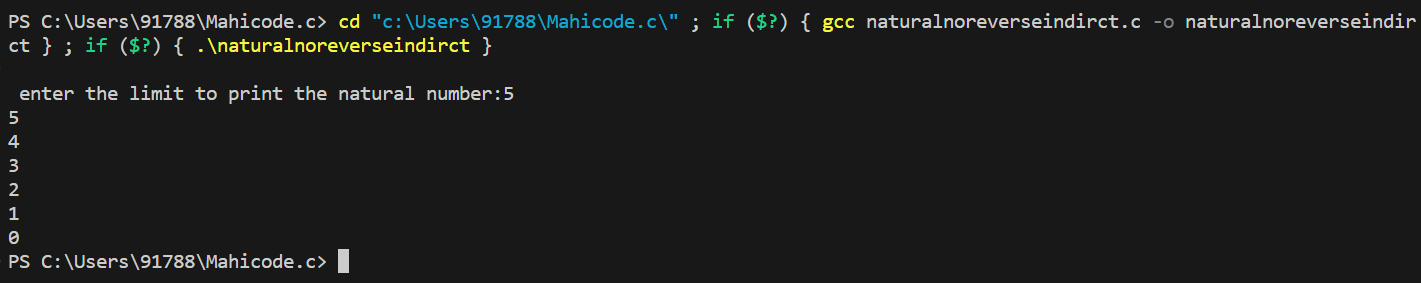 PS C:\Users\91788\Mahicode.c> cd "c:\Users\91788\Mahicode.c\" ; if ($?) { gcc naturalnoreverseindirct.c -o naturalnoreverseindir
ct } ; if ($?) { .\naturalnoreverseindirct }
 enter the limit to print the natural number:5
5
4
3
2
1
0
PS C:\Users\91788\Mahicode.c>